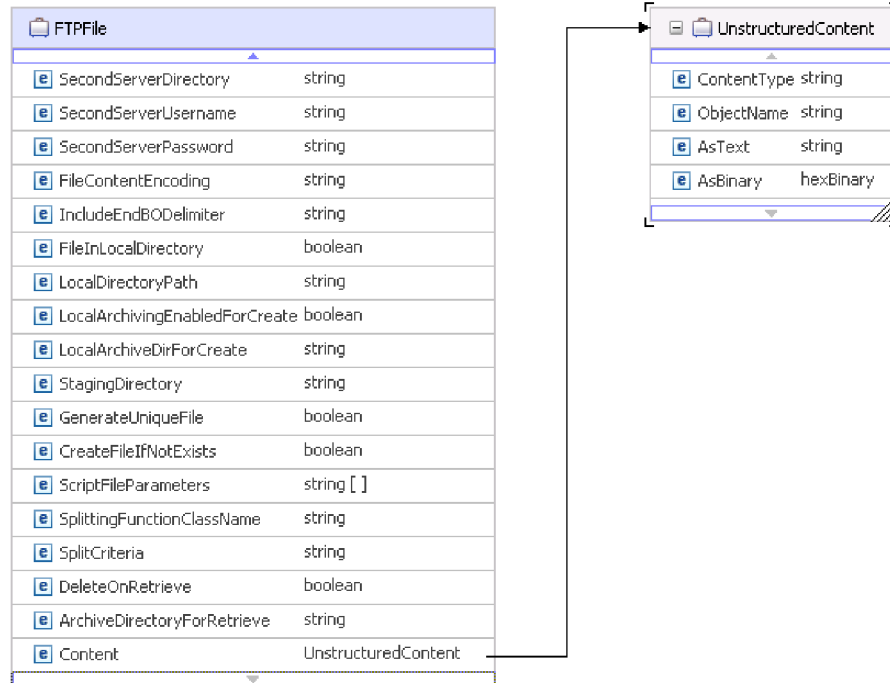 FTPFile
SecondServerDirectory string
SecondServerUsername string
SecondServerPassword string
FileContentEncoding string
IncludeEndBODelimiter string
FileInLocalDirectory boolean
LocalDirectoryPath string
LocalArchivingEnabledForCreate boolean
LocalArchiveDirForCreate string
StagingDirectory string
GenerateUniqueFile boolean
CreateFileIfNotExists boolean
ScriptFileParameters string [ ]
SplittingFunctionClassName string
SplitCriteria string
DeleteOnRetrieve boolean
ArchiveDirectoryForRetrieve string
Content UnstructuredContent
UnstructuredContent
ContentType string
ObjectName string
AsText string
AsBinary hexBinary